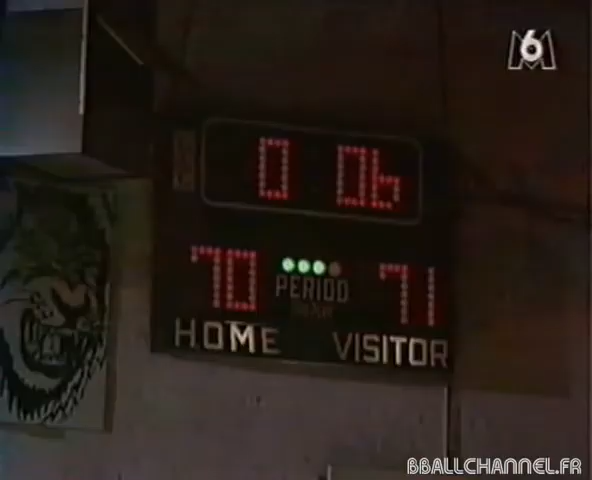 M6
0 06
70 71
PERIOD
HOME VISITOR
BBALLCHANNEL.FR